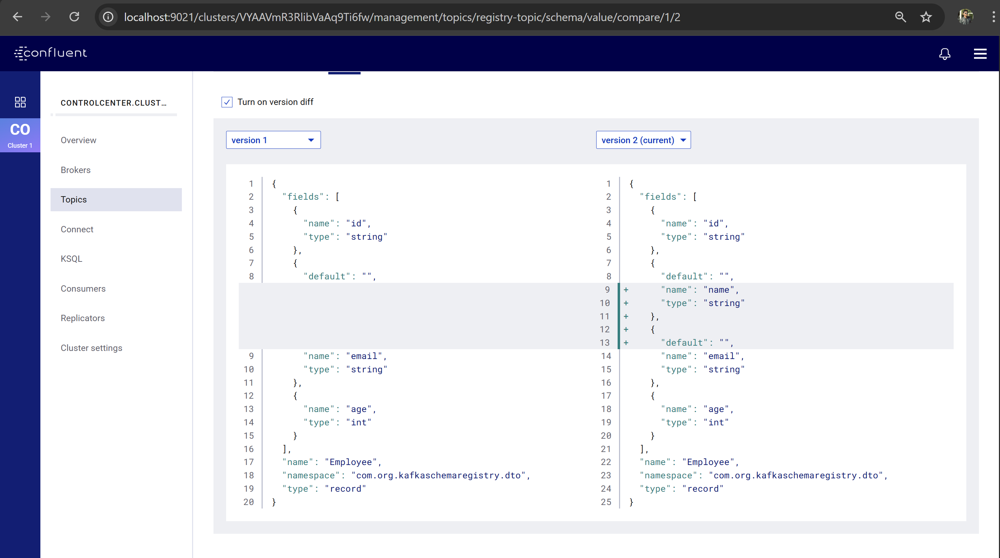 localhost:9021/clusters/VYAAVmR3RlibVaAq9Ti6fw/management/topics/registry-topic/schema/value/compare/1/2
confluent
CONTROLCENTER.CLUST...
CO
Cluster 1
Overview
Brokers
Topics
Connect
KSQL
Consumers
Replicators
Cluster settings
Turn on version diff
version 1
1 {
2   "fields": [
3     {
4       "name": "id",
5       "type": "string"
6     },
7     {
8       "default": "",
9       "name": "email",
10       "type": "string"
11     },
12     {
13       "name": "age",
14       "type": "int"
15     }
16   ],
17   "name": "Employee",
18   "namespace": "com.org.kafkaschemaregistry.dto",
19   "type": "record"
20 }
version 2 (current)
1 {
2   "fields": [
3     {
4       "name": "id",
5       "type": "string"
6     },
7     {
8       "default": "",
9 +       "name": "name",
10 +       "type": "string"
11 +     },
12 +     {
13 +       "default": "",
14       "name": "email",
15       "type": "string"
16     },
17     {
18       "name": "age",
19       "type": "int"
20     }
21   ],
22   "name": "Employee",
23   "namespace": "com.org.kafkaschemaregistry.dto",
24   "type": "record"
25 }